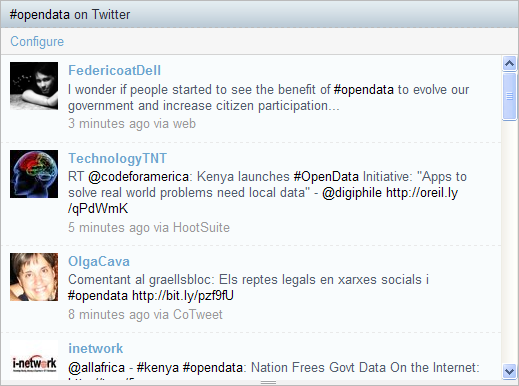 #opendata on Twitter
Configure
FedericoatDell
I wonder if people started to see the benefit of #opendata to evolve our
government and increase citizen participation...
3 minutes ago via web
TechnologyTNT
RT @codeforamerica: Kenya launches #OpenData Initiative: "Apps to
solve real world problems need local data" - @digiphile http://oreil.ly
/qPdWmK
5 minutes ago via HootSuite
OlgaCava
Comentant al graellsbloc: Els reptes legals en xarxes socials i
#opendata http://bit.ly/pzf9fU
8 minutes ago via CoTweet
inetwork
i-network
@allafrica - #kenya #opendata: Nation Frees Govt Data On the Internet: